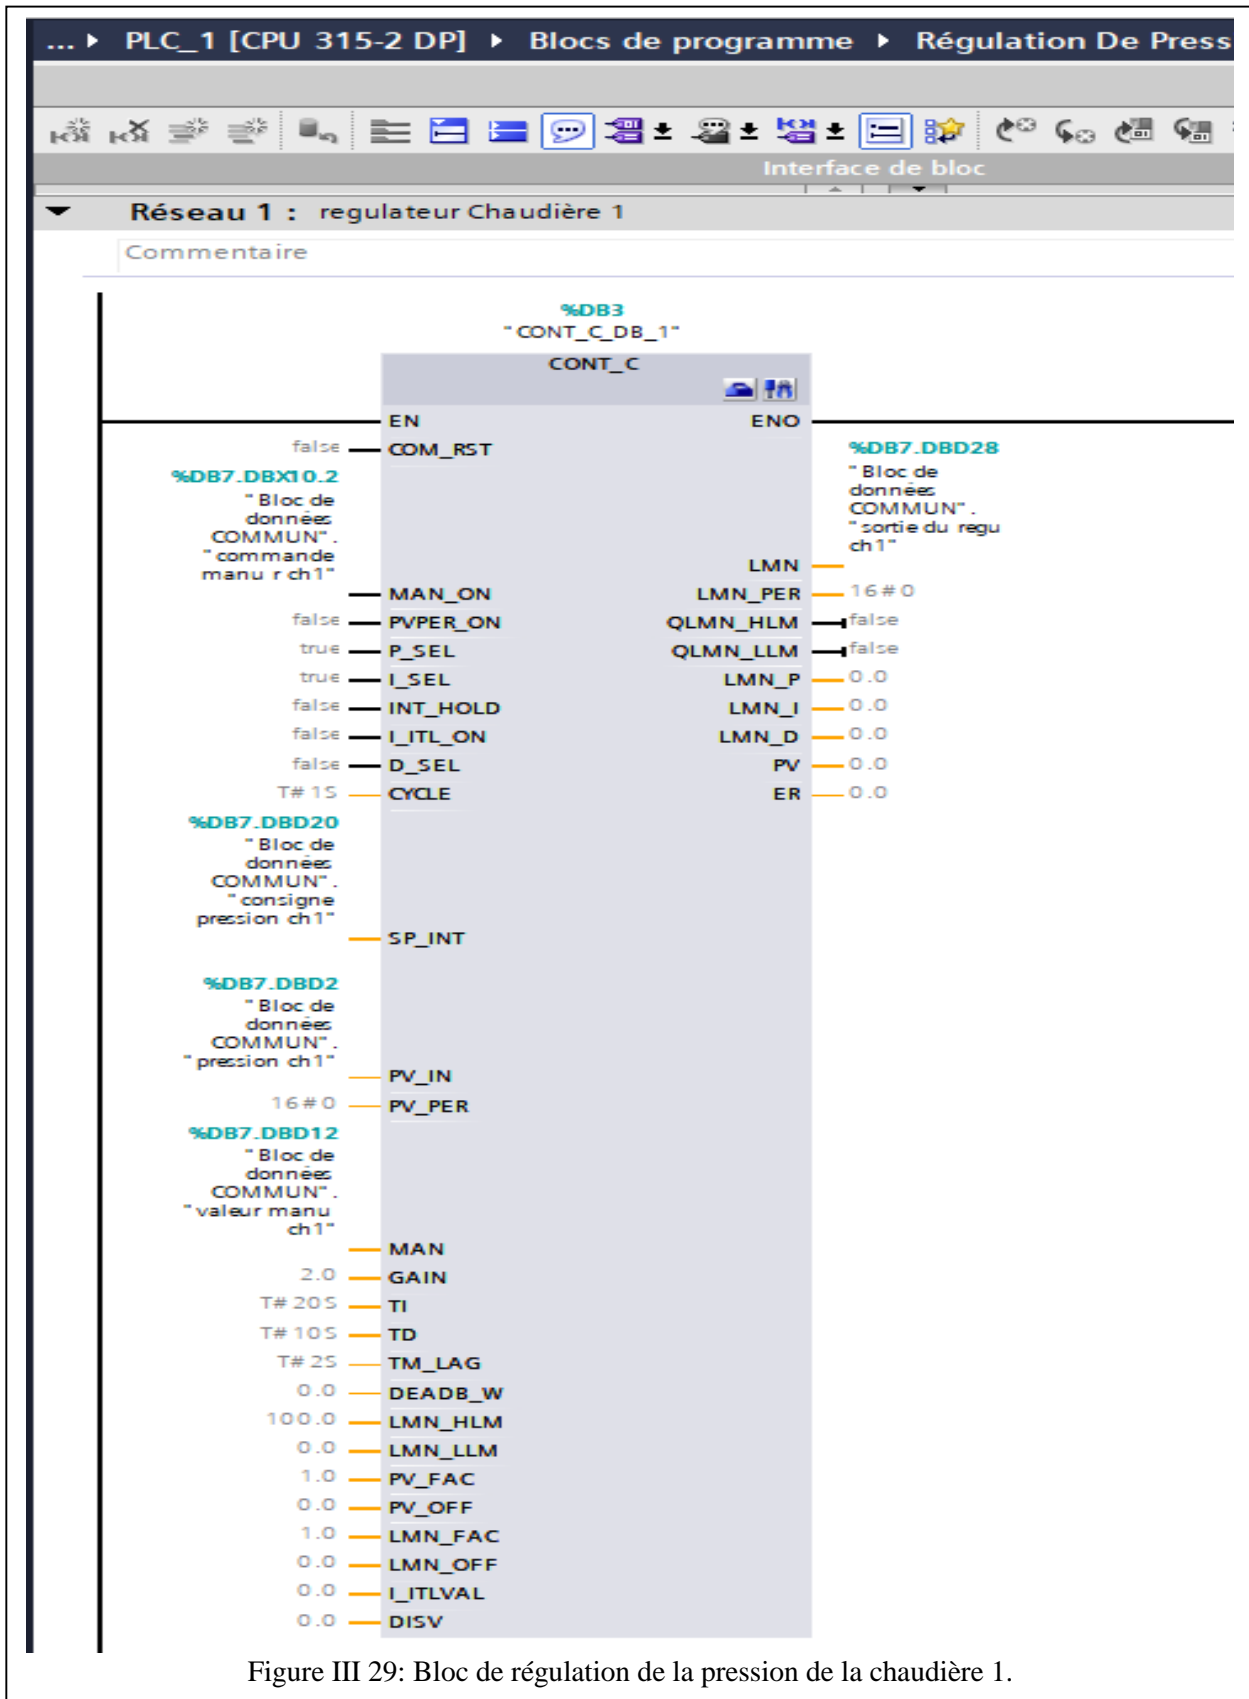 ... PLC_1 [CPU 315-2 DP] Blocs de programme Régulation De Press
Interface de bloc
Réseau 1 : regulateur Chaudière 1
Commentaire
%DB3
"CONT_C_DB_1"
CONT_C
EN ENO
false COM_RST
%DB7.DBX10.2
"Bloc de
données
COMMUN".
"commande
manu r ch1"
MAN_ON
%DB7.DBD28
"Bloc de
données
COMMUN".
"sortie du regu
ch1"
LMN
LMN_PER 16#0
false PVPER_ON QLMN_HLM false
true P_SEL QLMN_LLM false
true I_SEL LMN_P 0.0
false INT_HOLD LMN_I 0.0
false I_ITL_ON LMN_D 0.0
false D_SEL PV 0.0
T#1S CYCLE ER 0.0
%DB7.DBD20
"Bloc de
données
COMMUN".
"consigne
pression ch1"
SP_INT
%DB7.DBD2
"Bloc de
données
COMMUN".
"pression ch1"
PV_IN
16#0 PV_PER
%DB7.DBD12
"Bloc de
données
COMMUN".
"valeur manu
ch1"
MAN
2.0 GAIN
T#20S TI
T#10S TD
T#2S TM_LAG
0.0 DEADB_W
100.0 LMN_HLM
0.0 LMN_LLM
1.0 PV_FAC
0.0 PV_OFF
1.0 LMN_FAC
0.0 LMN_OFF
0.0 I_ITLVAL
0.0 DISV
Figure III 29: Bloc de régulation de la pression de la chaudière 1.